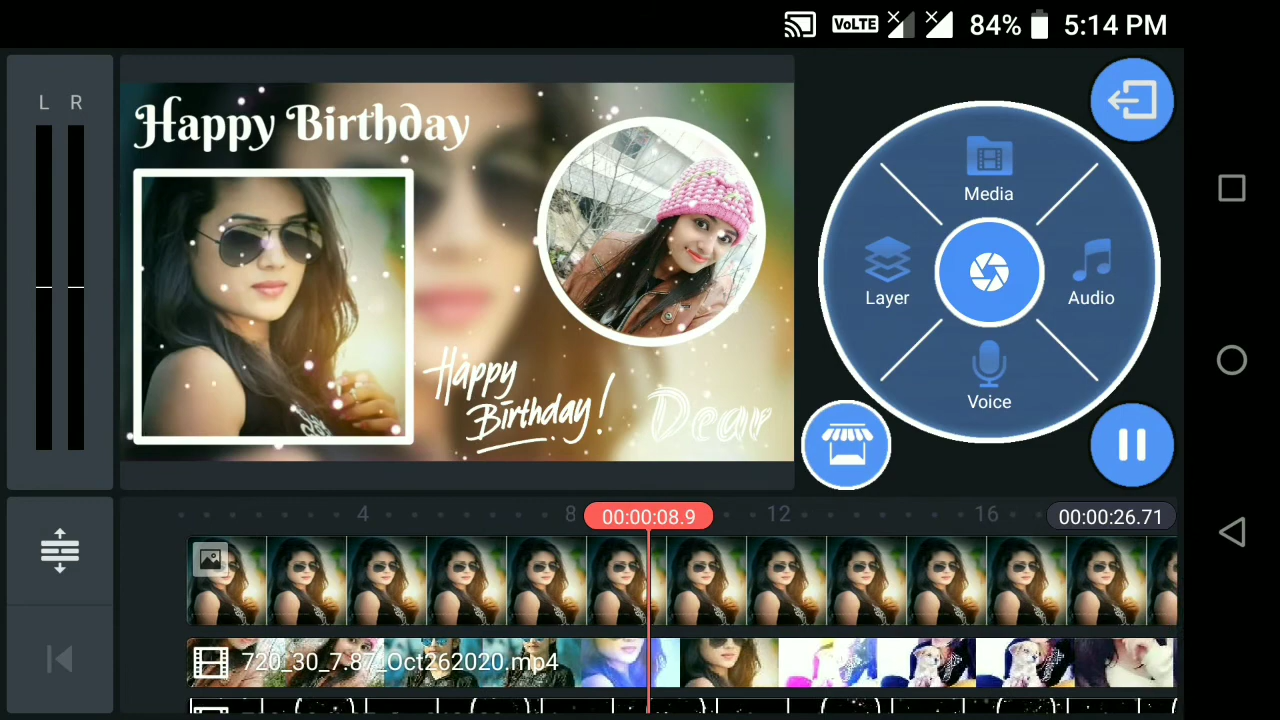 VoLTE 84% 5:14 PM
L R
Happy Birthday
Happy
Birthday!
Dear
Media
Layer
Audio
Voice
4 8 00:00:08.9 12 16 00:00:26.71
720_30_7.87_Oct262020.mp4